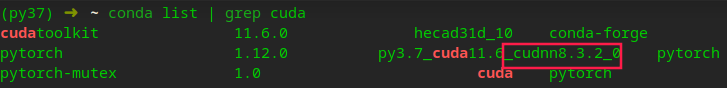 (py37) ➜ ~ conda list | grep cuda
cudatoolkit 11.6.0 hecad31d_10 conda-forge
pytorch 1.12.0 py3.7_cuda11.6_cudnn8.3.2_0 pytorch
pytorch-mutex 1.0 cuda pytorch